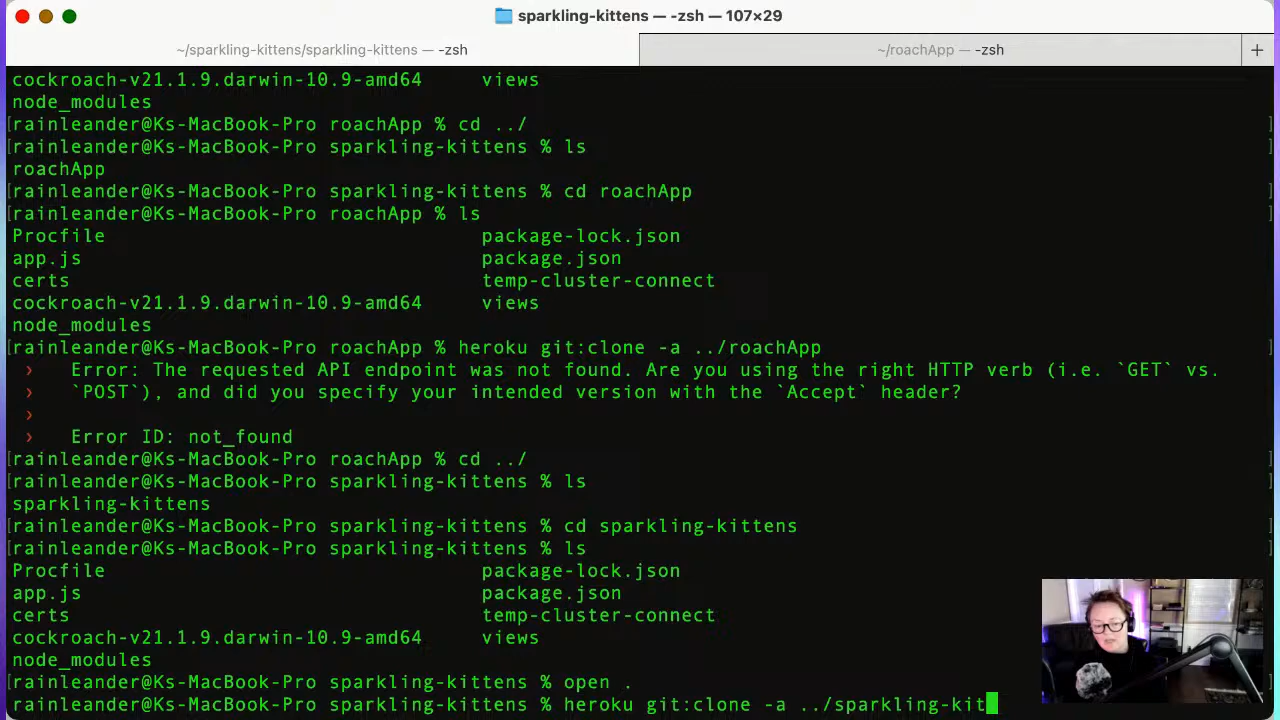 sparkling-kittens — -zsh — 107×29
~/sparkling-kittens/sparkling-kittens — -zsh
~/roachApp — -zsh
+
cockroach-v21.1.9.darwin-10.9-amd64 views
node_modules
[rainleander@Ks-MacBook-Pro roachApp % cd ../ ]
[rainleander@Ks-MacBook-Pro sparkling-kittens % ls ]
roachApp
[rainleander@Ks-MacBook-Pro sparkling-kittens % cd roachApp ]
[rainleander@Ks-MacBook-Pro roachApp % ls ]
Procfile package-lock.json
app.js package.json
certs temp-cluster-connect
cockroach-v21.1.9.darwin-10.9-amd64 views
node_modules
[rainleander@Ks-MacBook-Pro roachApp % heroku git:clone -a ../roachApp ]
› Error: The requested API endpoint was not found. Are you using the right HTTP verb (i.e. `GET` vs.
› `POST`), and did you specify your intended version with the `Accept` header?
›
› Error ID: not_found
[rainleander@Ks-MacBook-Pro roachApp % cd ../ ]
[rainleander@Ks-MacBook-Pro sparkling-kittens % ls ]
sparkling-kittens
[rainleander@Ks-MacBook-Pro sparkling-kittens % cd sparkling-kittens ]
[rainleander@Ks-MacBook-Pro sparkling-kittens % ls ]
Procfile package-lock.json
app.js package.json
certs temp-cluster-connect
cockroach-v21.1.9.darwin-10.9-amd64 views
node_modules
[rainleander@Ks-MacBook-Pro sparkling-kittens % open . ]
rainleander@Ks-MacBook-Pro sparkling-kittens % heroku git:clone -a ../sparkling-kit